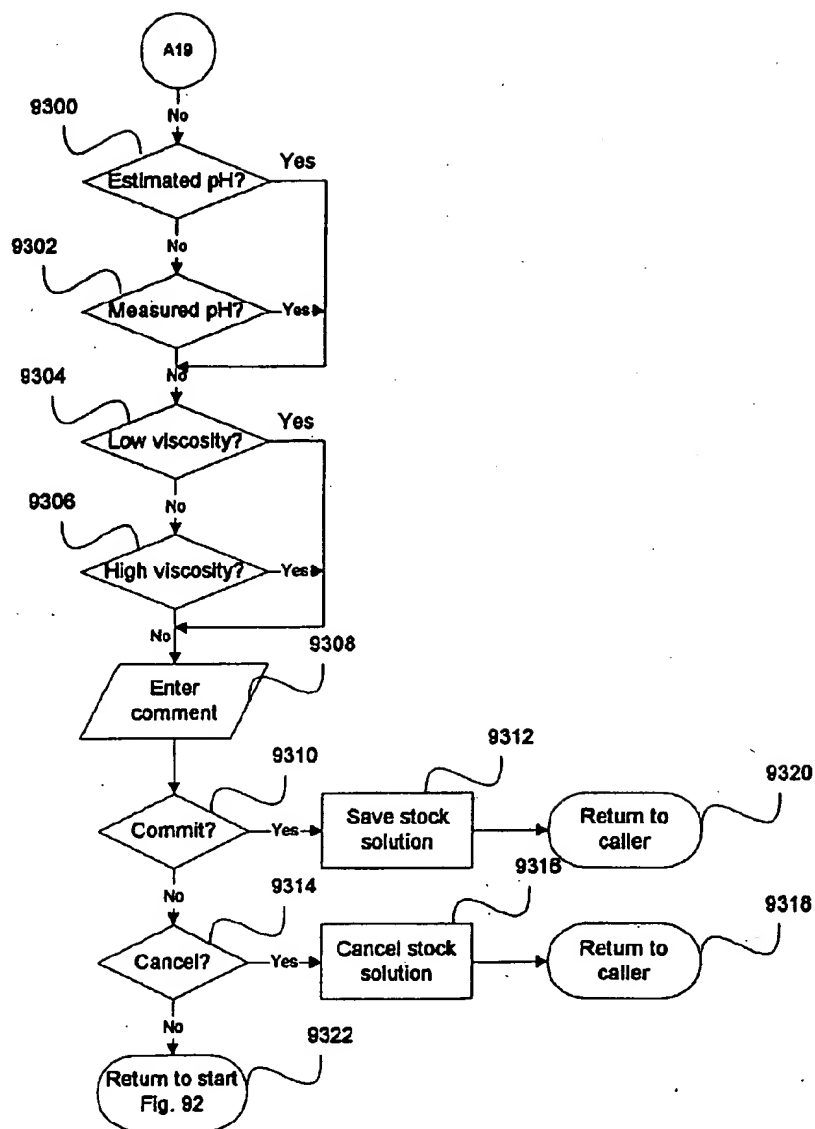 A19
No
9300
Estimated pH?
Yes
No
9302
Measured pH?
Yes
No
9304
Low viscosity?
Yes
No
9306
High viscosity?
Yes
No
9308
Enter
comment
9310
Commit?
Yes
9312
Save stock
solution
9320
Return to
caller
No
9314
Cancel?
Yes
9316
Cancel stock
solution
9318
Return to
caller
No
9322
Return to start
Fig. 92